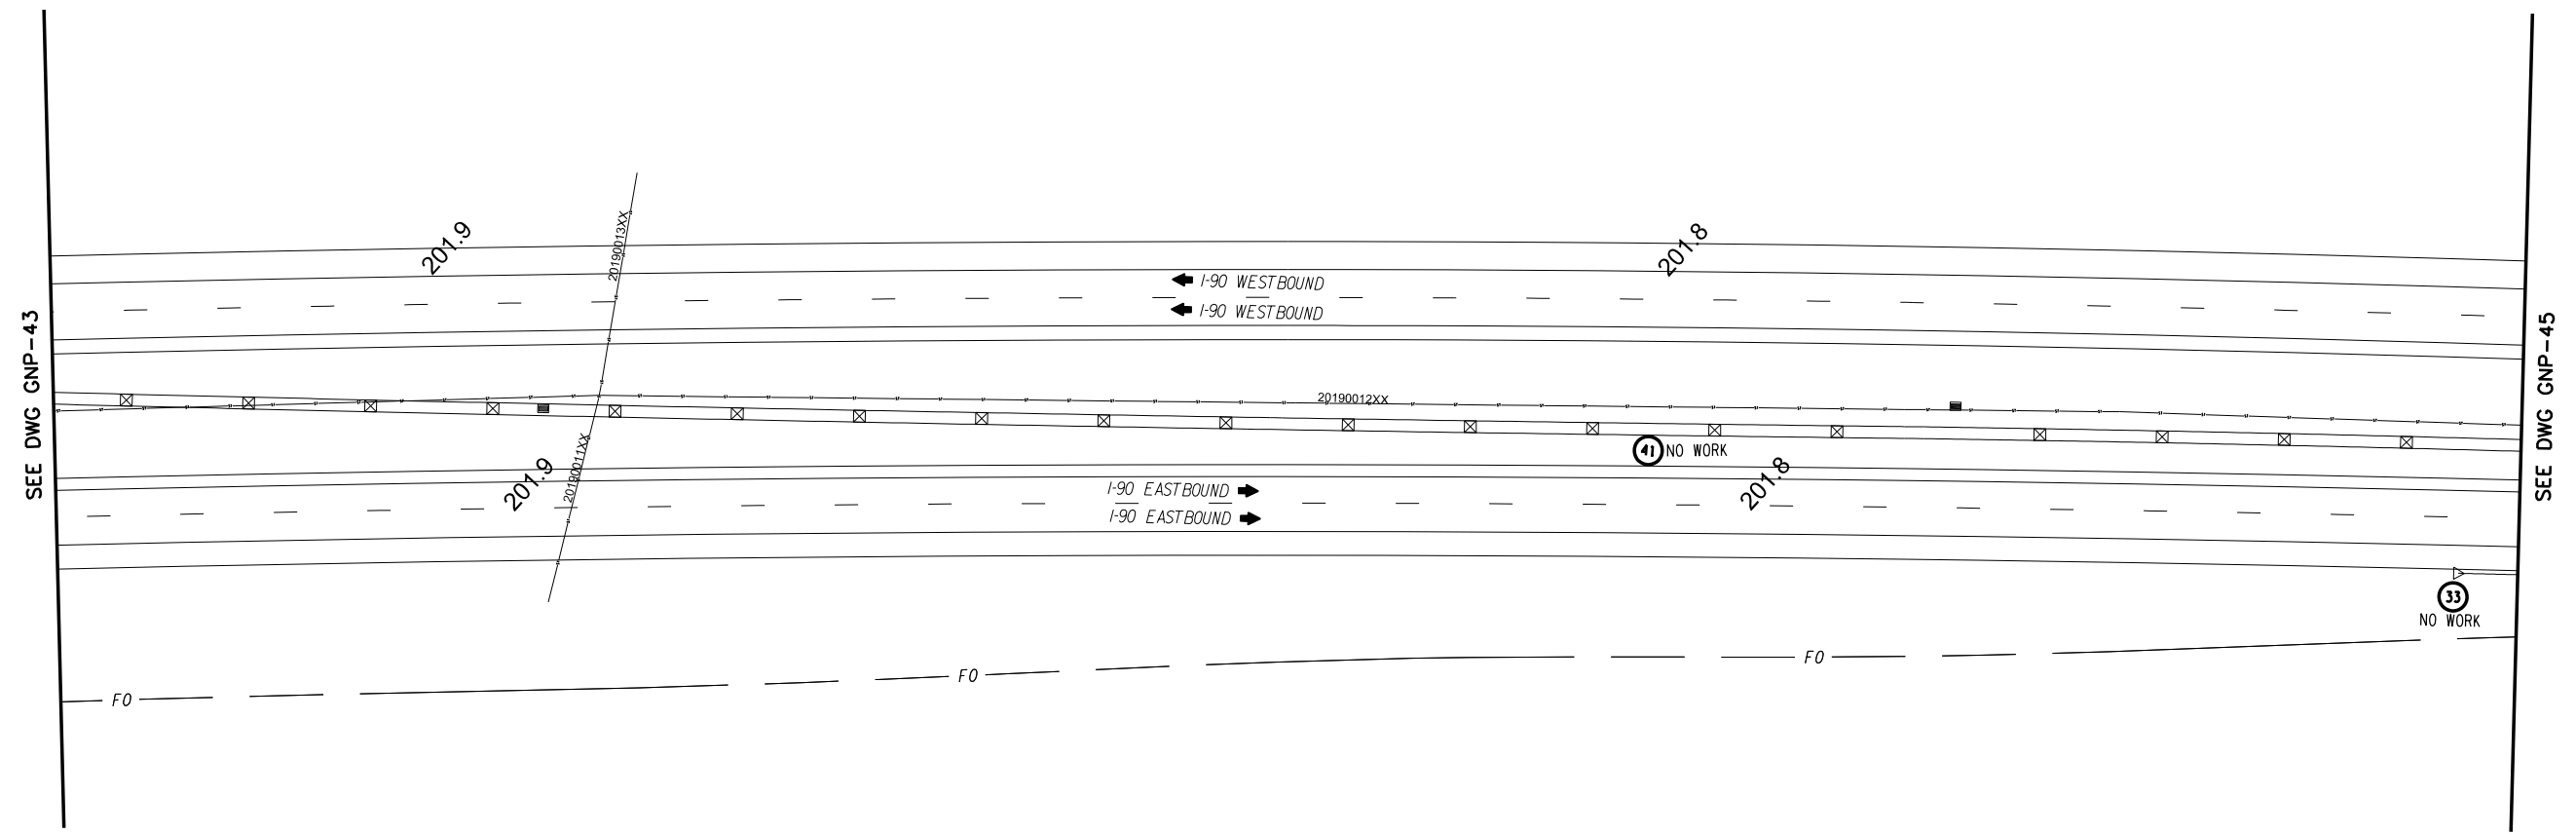 SEE DWG GNP-43
201.9
20190013XX
201.8
I-90 WESTBOUND
I-90 WESTBOUND
SEE DWG GNP-45
20190012XX
41 NO WORK
201.9
20190011XX
201.8
I-90 EASTBOUND
I-90 EASTBOUND
33
NO WORK
FO
FO
FO